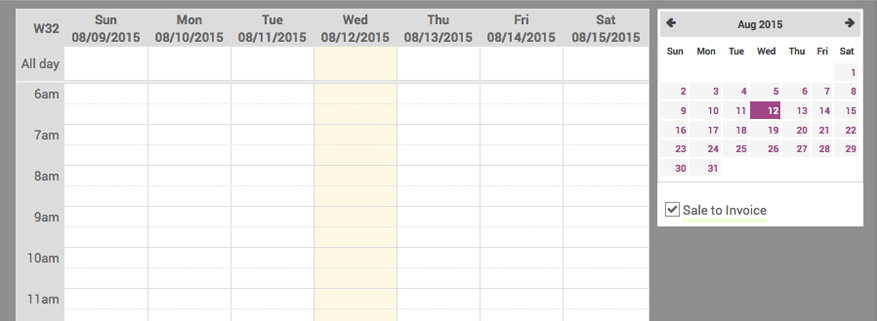 W32 Sun Mon Tue Wed Thu Fri Sat
08/09/2015 08/10/2015 08/11/2015 08/12/2015 08/13/2015 08/14/2015 08/15/2015
All day
6am
7am
8am
9am
10am
11am
Aug 2015
Sun Mon Tue Wed Thu Fri Sat
1
2 3 4 5 6 7 8
9 10 11 12 13 14 15
16 17 18 19 20 21 22
23 24 25 26 27 28 29
30 31
Sale to Invoice